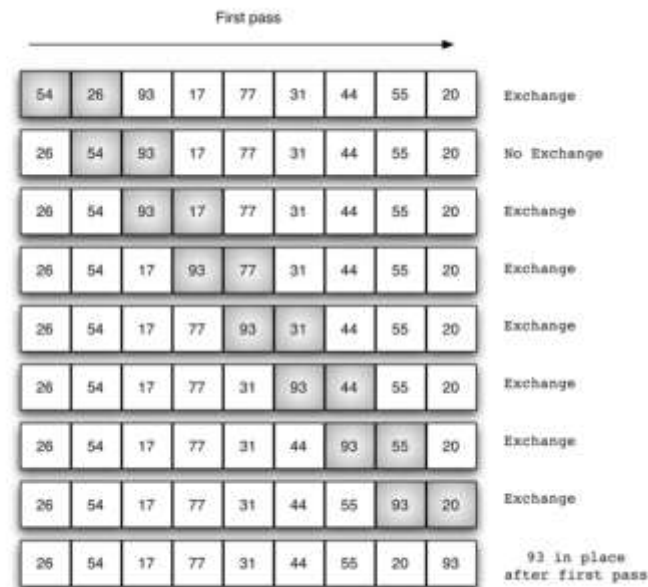 First pass
54 26 93 17 77 31 44 55 20 Exchange
26 54 93 17 77 31 44 55 20 No Exchange
26 54 93 17 77 31 44 55 20 Exchange
26 54 17 93 77 31 44 55 20 Exchange
26 54 17 77 93 31 44 55 20 Exchange
26 54 17 77 31 93 44 55 20 Exchange
26 54 17 77 31 44 93 55 20 Exchange
26 54 17 77 31 44 55 93 20 Exchange
26 54 17 77 31 44 55 20 93 93 in place
after first pass